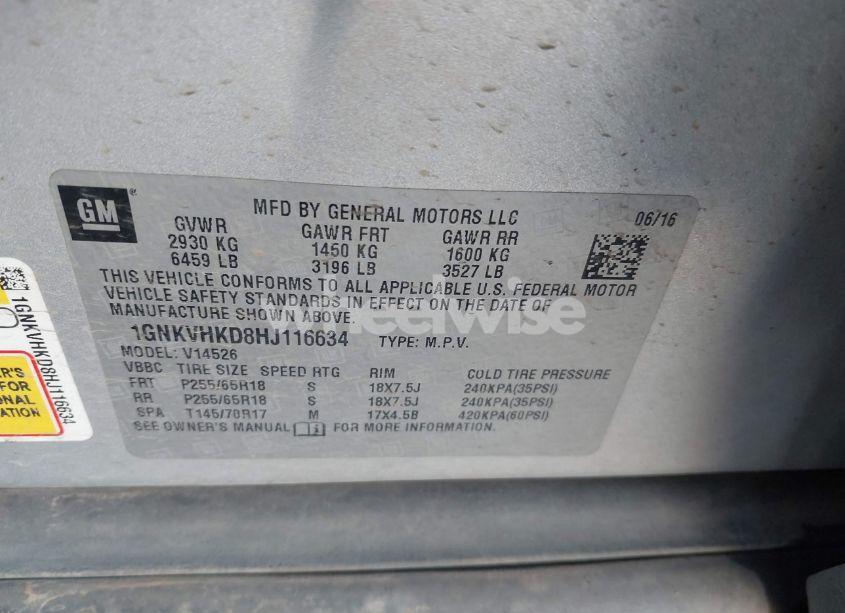 GM
®
MFD BY GENERAL MOTORS LLC 06/16
GVWR GAWR FRT GAWR RR
2930 KG 1450 KG 1600 KG
6459 LB 3196 LB 3527 LB
THIS VEHICLE CONFORMS TO ALL APPLICABLE U.S. FEDERAL MOTOR
VEHICLE SAFETY STANDARDS IN EFFECT ON THE DATE OF
MANUFACTURE SHOWN ABOVE.
1GNKVHKD8HJ116634 TYPE: M.P.V.
MODEL: V14526
VBBC TIRE SIZE SPEED RTG RIM COLD TIRE PRESSURE
FRT P255/65R18 S 18X7.5J 240KPA(35PSI)
RR P255/65R18 S 18X7.5J 240KPA(35PSI)
SPA T145/70R17 M 17X4.5B 420KPA(60PSI)
SEE OWNER'S MANUAL FOR MORE INFORMATION.
1GNKVHKD8HJ116634
FOR
wheelwise